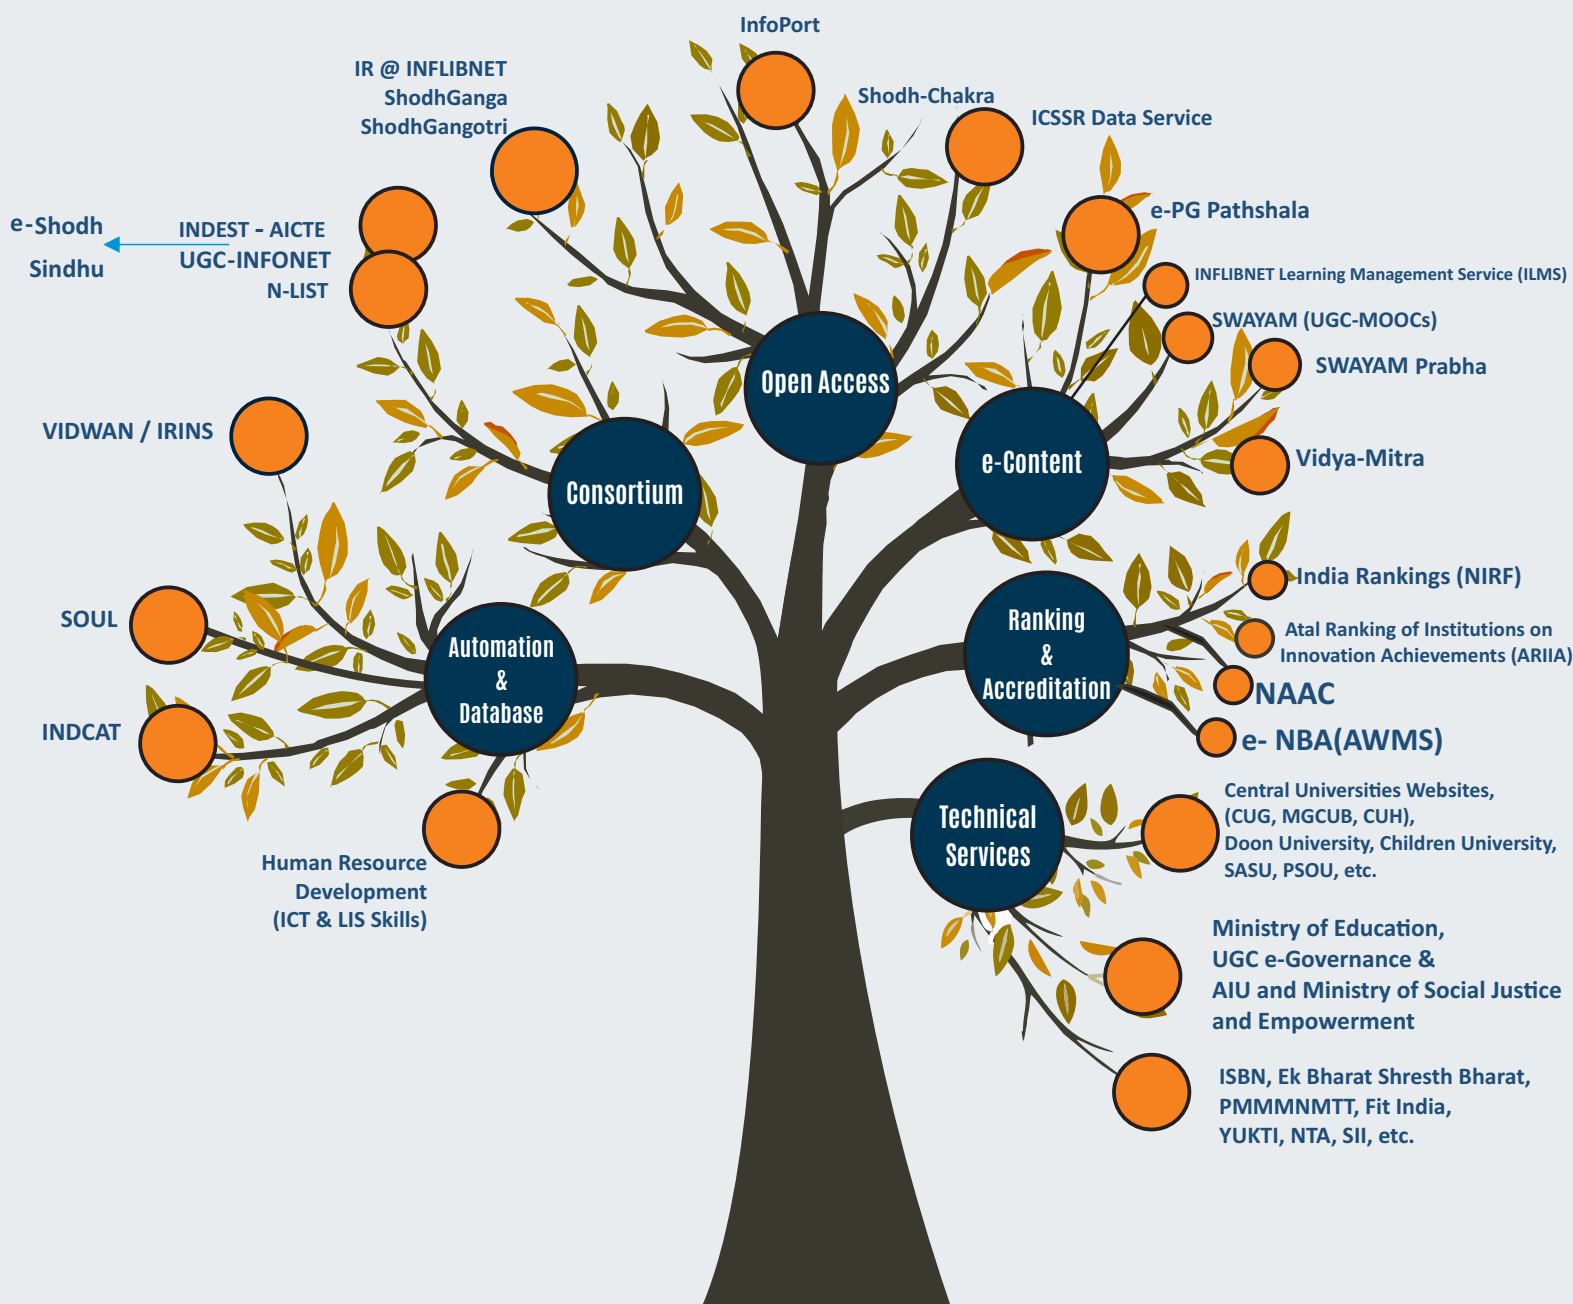 InfoPort
IR @ INFLIBNET
ShodhGanga
ShodhGangotri
Shodh-Chakra
ICSSR Data Service
e-PG Pathshala
INFLIBNET Learning Management Service (ILMS)
SWAYAM (UGC-MOOCs)
SWAYAM Prabha
Vidya-Mitra
e-Shodh
Sindhu
INDEST - AICTE
UGC-INFONET
N-LIST
Open Access
e-Content
Consortium
VIDWAN / IRINS
SOUL
INDCAT
Automation
&
Database
Human Resource
Development
(ICT & LIS Skills)
Ranking
&
Accreditation
India Rankings (NIRF)
Atal Ranking of Institutions on
Innovation Achievements (ARIIA)
NAAC
e- NBA(AWMS)
Technical
Services
Central Universities Websites,
(CUG, MGCUB, CUH),
Doon University, Children University,
SASU, PSOU, etc.
Ministry of Education,
UGC e-Governance &
AIU and Ministry of Social Justice
and Empowerment
ISBN, Ek Bharat Shresth Bharat,
PMMMNMTT, Fit India,
YUKTI, NTA, SII, etc.